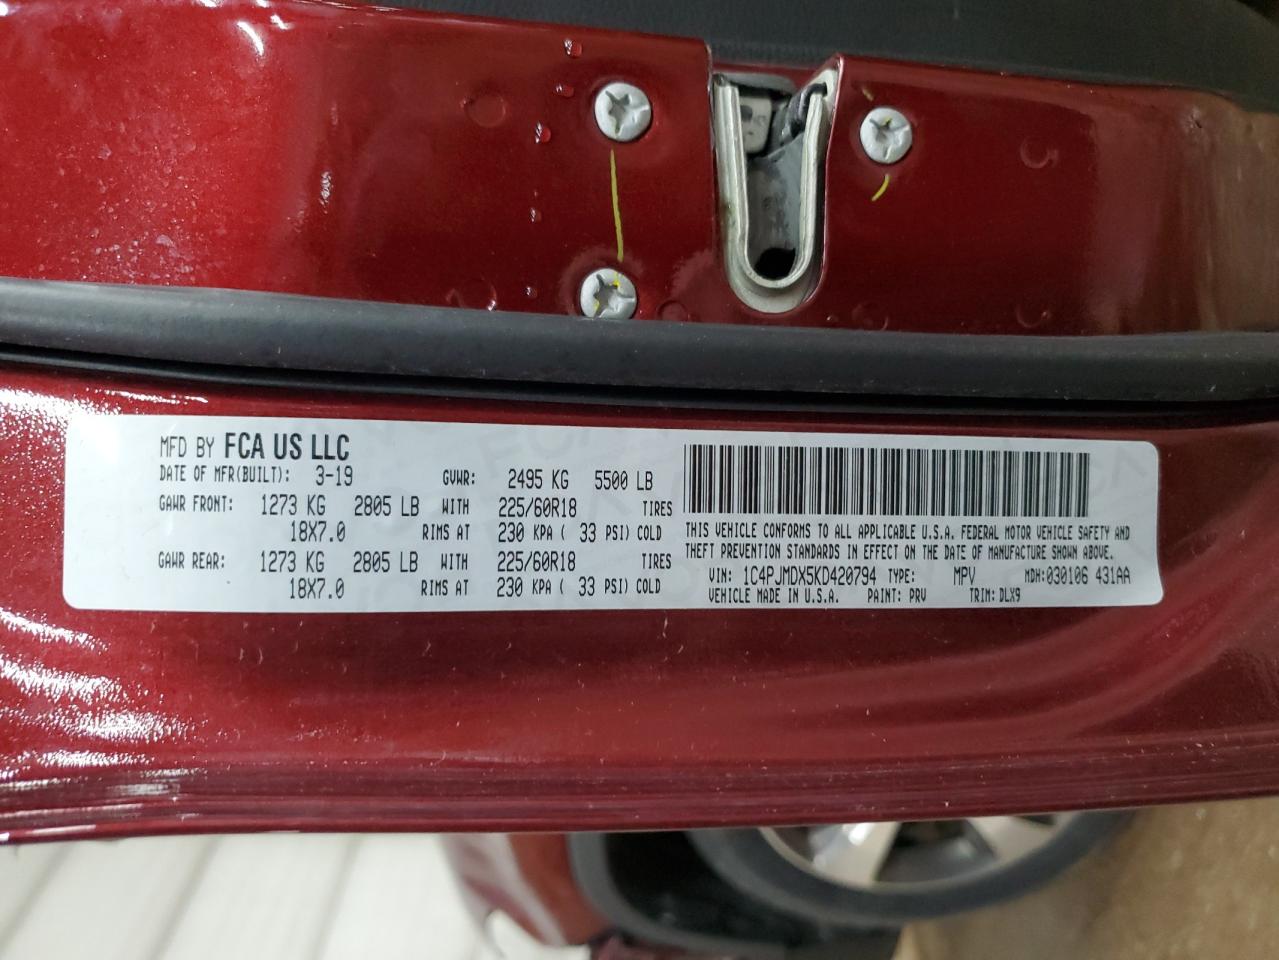 MFD BY FCA US LLC
DATE OF MFR(BUILT): 3-19 GVWR: 2495 KG 5500 LB
GAWR FRONT: 1273 KG 2805 LB WITH 225/60R18 TIRES
18X7.0 RIMS AT 230 KPA ( 33 PSI) COLD
GAWR REAR: 1273 KG 2805 LB WITH 225/60R18 TIRES
18X7.0 RIMS AT 230 KPA ( 33 PSI) COLD
THIS VEHICLE CONFORMS TO ALL APPLICABLE U.S.A. FEDERAL MOTOR VEHICLE SAFETY AND
THEFT PREVENTION STANDARDS IN EFFECT ON THE DATE OF MANUFACTURE SHOWN ABOVE.
VIN: 1C4PJMDX5KD420794 TYPE: MPV MDH:030106 431AA
VEHICLE MADE IN U.S.A. PAINT: PRV TRIM: DLX9